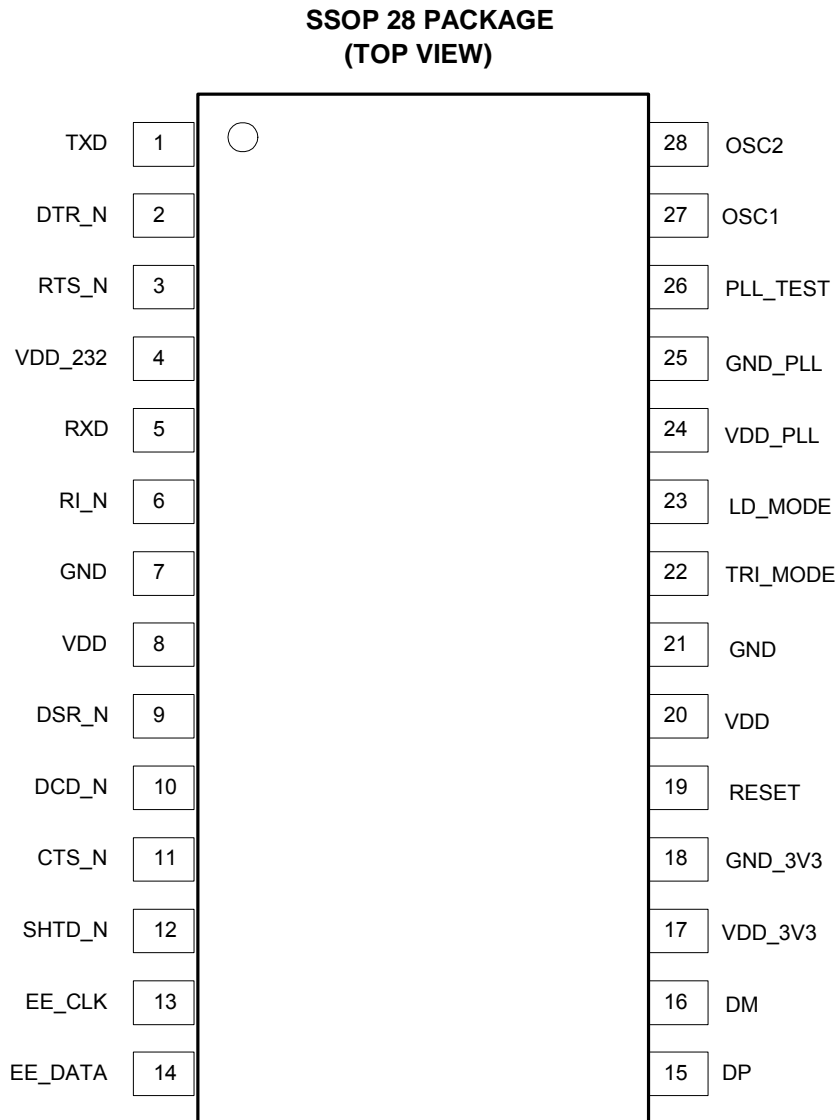 SSOP 28 PACKAGE
(TOP VIEW)
TXD 1 28 OSC2
DTR_N 2 27 OSC1
RTS_N 3 26 PLL_TEST
VDD_232 4 25 GND_PLL
RXD 5 24 VDD_PLL
RI_N 6 23 LD_MODE
GND 7 22 TRI_MODE
VDD 8 21 GND
DSR_N 9 20 VDD
DCD_N 10 19 RESET
CTS_N 11 18 GND_3V3
SHTD_N 12 17 VDD_3V3
EE_CLK 13 16 DM
EE_DATA 14 15 DP